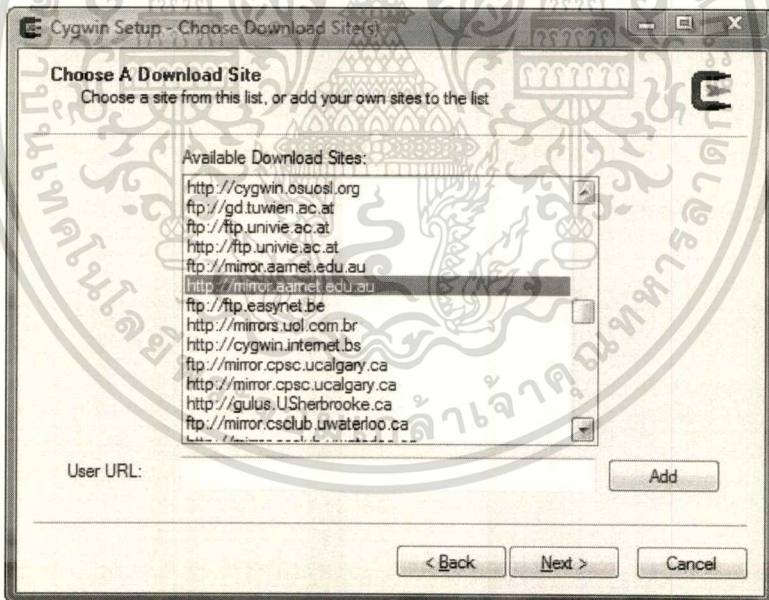 Cygwin Setup - Choose Download Site(s)
Choose A Download Site
Choose a site from this list, or add your own sites to the list
Available Download Sites:
http://cygwin.osuosl.org
ftp://gd.tuwien.ac.at
ftp://ftp.univie.ac.at
http://ftp.univie.ac.at
ftp://mirror.aarnet.edu.au
http://mirror.aarnet.edu.au
ftp://ftp.easynet.be
http://mirrors.uol.com.br
http://cygwin.internet.bs
ftp://mirror.cpsc.ucalgary.ca
http://mirror.cpsc.ucalgary.ca
http://gulus.USherbrooke.ca
ftp://mirror.csclub.uwaterloo.ca
User URL:
Add
< Back
Next >
Cancel